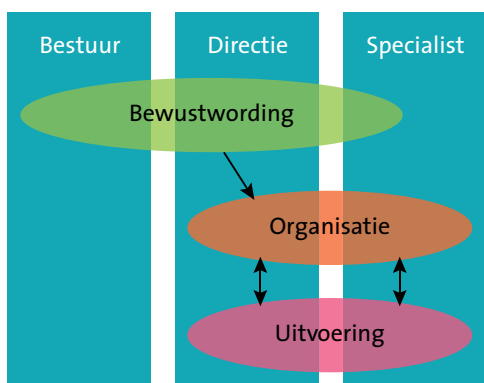 Bestuur
Directie
Specialist
Bewustwording
Organisatie
Uitvoering